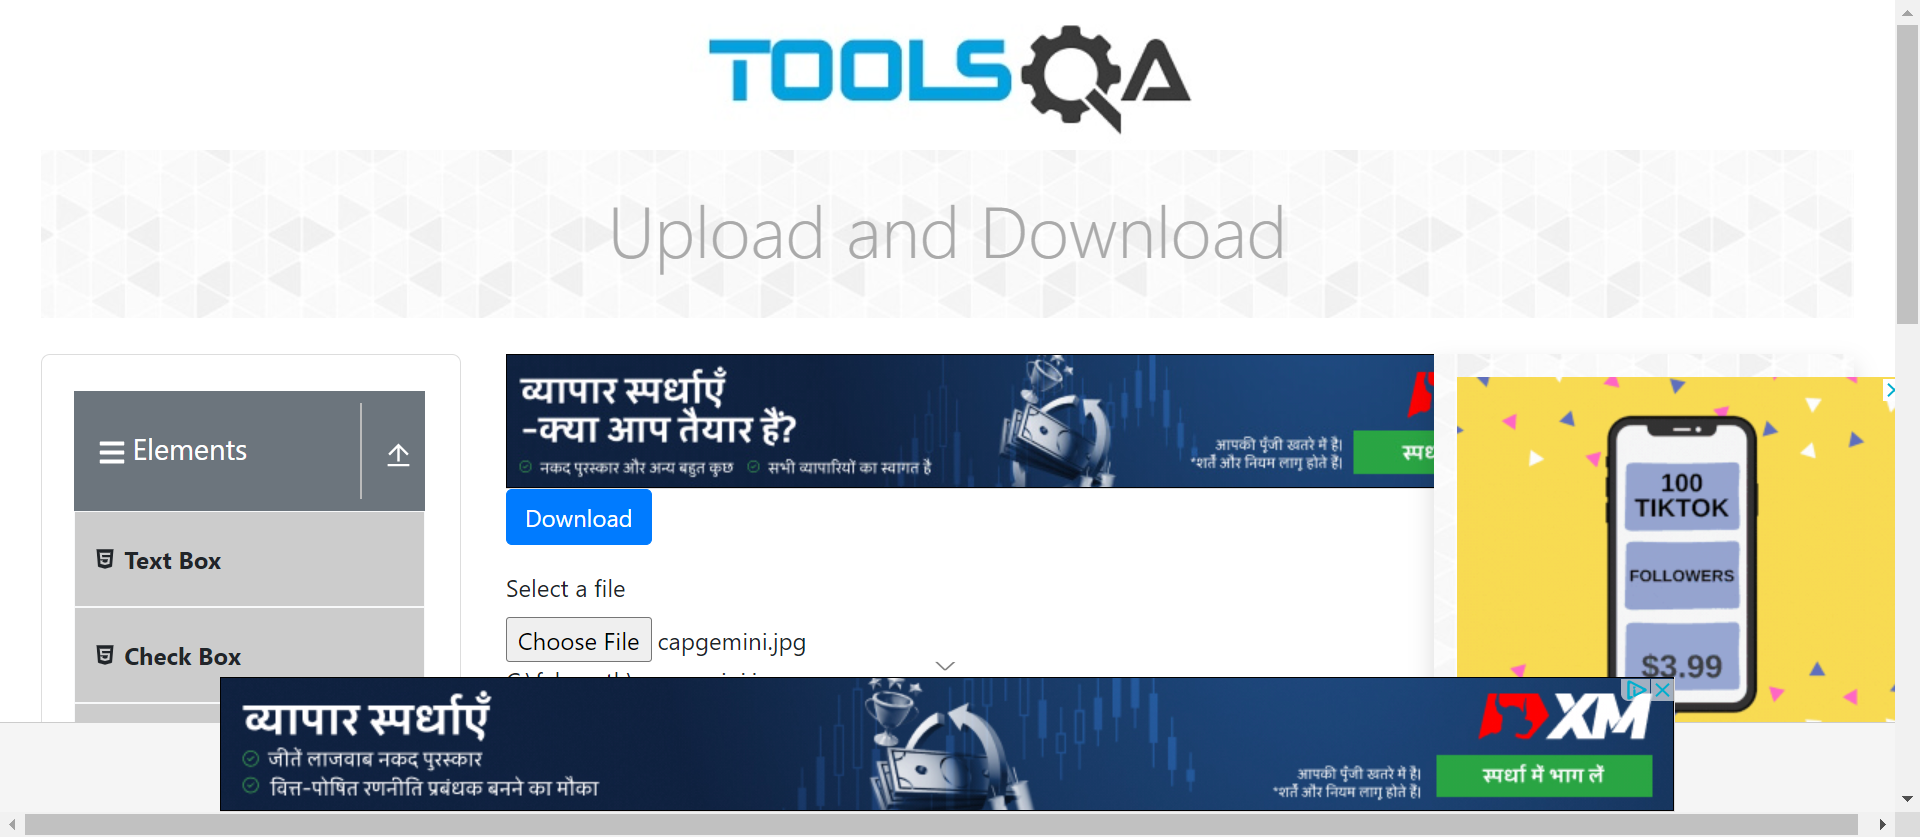 TOOLSQA
Upload and Download
Elements
Text Box
Check Box
व्यापार स्पर्धाएँ
-क्या आप तैयार हैं?
नकद पुरस्कार और अन्य बहुत कुछ सभी व्यापारियों का स्वागत है
आपकी पूँजी खतरे में है।
*शर्तें और नियम लागू होते हैं।
Download
Select a file
Choose File capgemini.jpg
100
TIKTOK
FOLLOWERS
$3.99
व्यापार स्पर्धाएँ
जीतें लाजवाब नकद पुरस्कार
वित्त-पोषित रणनीति प्रबंधक बनने का मौका
आपकी पूँजी खतरे में है।
*शर्तें और नियम लागू होते हैं।
XM
स्पर्धा में भाग लें